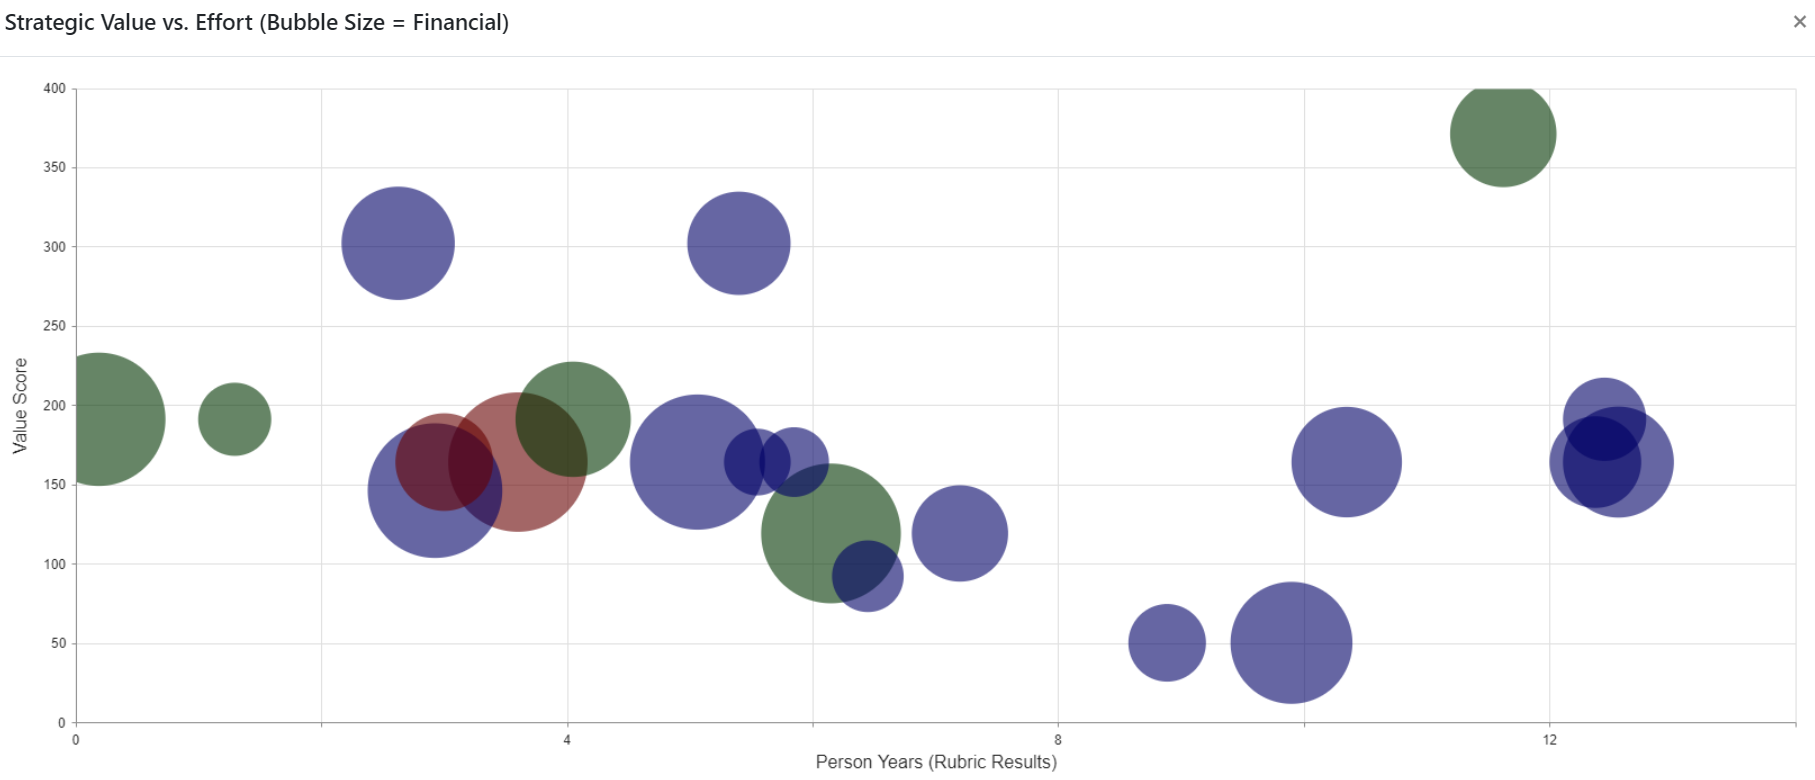 Strategic Value vs. Effort (Bubble Size = Financial)
×
400
350
300
250
200
150
100
50
0
Value Score
0 4 8 12
Person Years (Rubric Results)